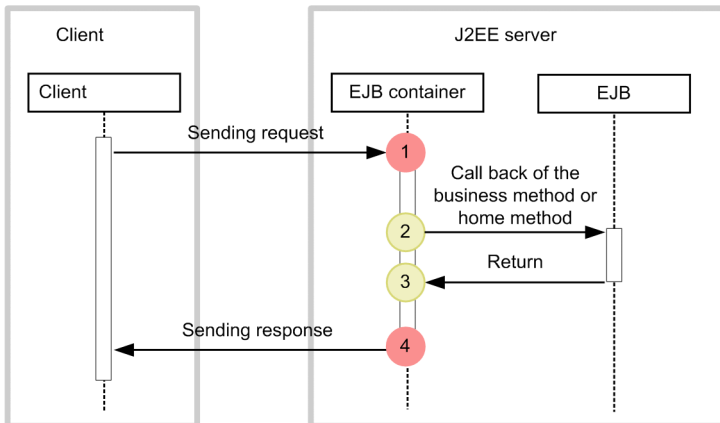 Client
J2EE server
Client
EJB container
EJB
Sending request
1
Call back of the
business method or
home method
2
Return
3
Sending response
4